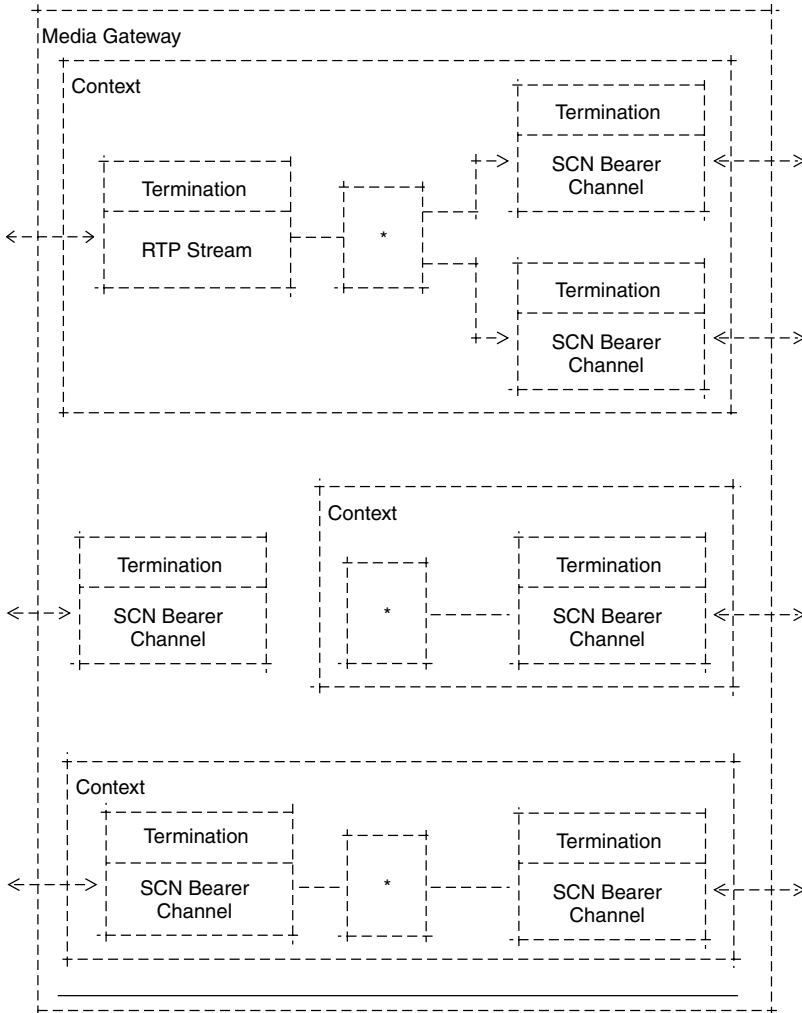 Media Gateway
Context
Termination
SCN Bearer
Channel
Termination
RTP Stream
*
Termination
SCN Bearer
Channel
Context
Termination
SCN Bearer
Channel
*
Termination
SCN Bearer
Channel
Context
Termination
SCN Bearer
Channel
*
Termination
SCN Bearer
Channel